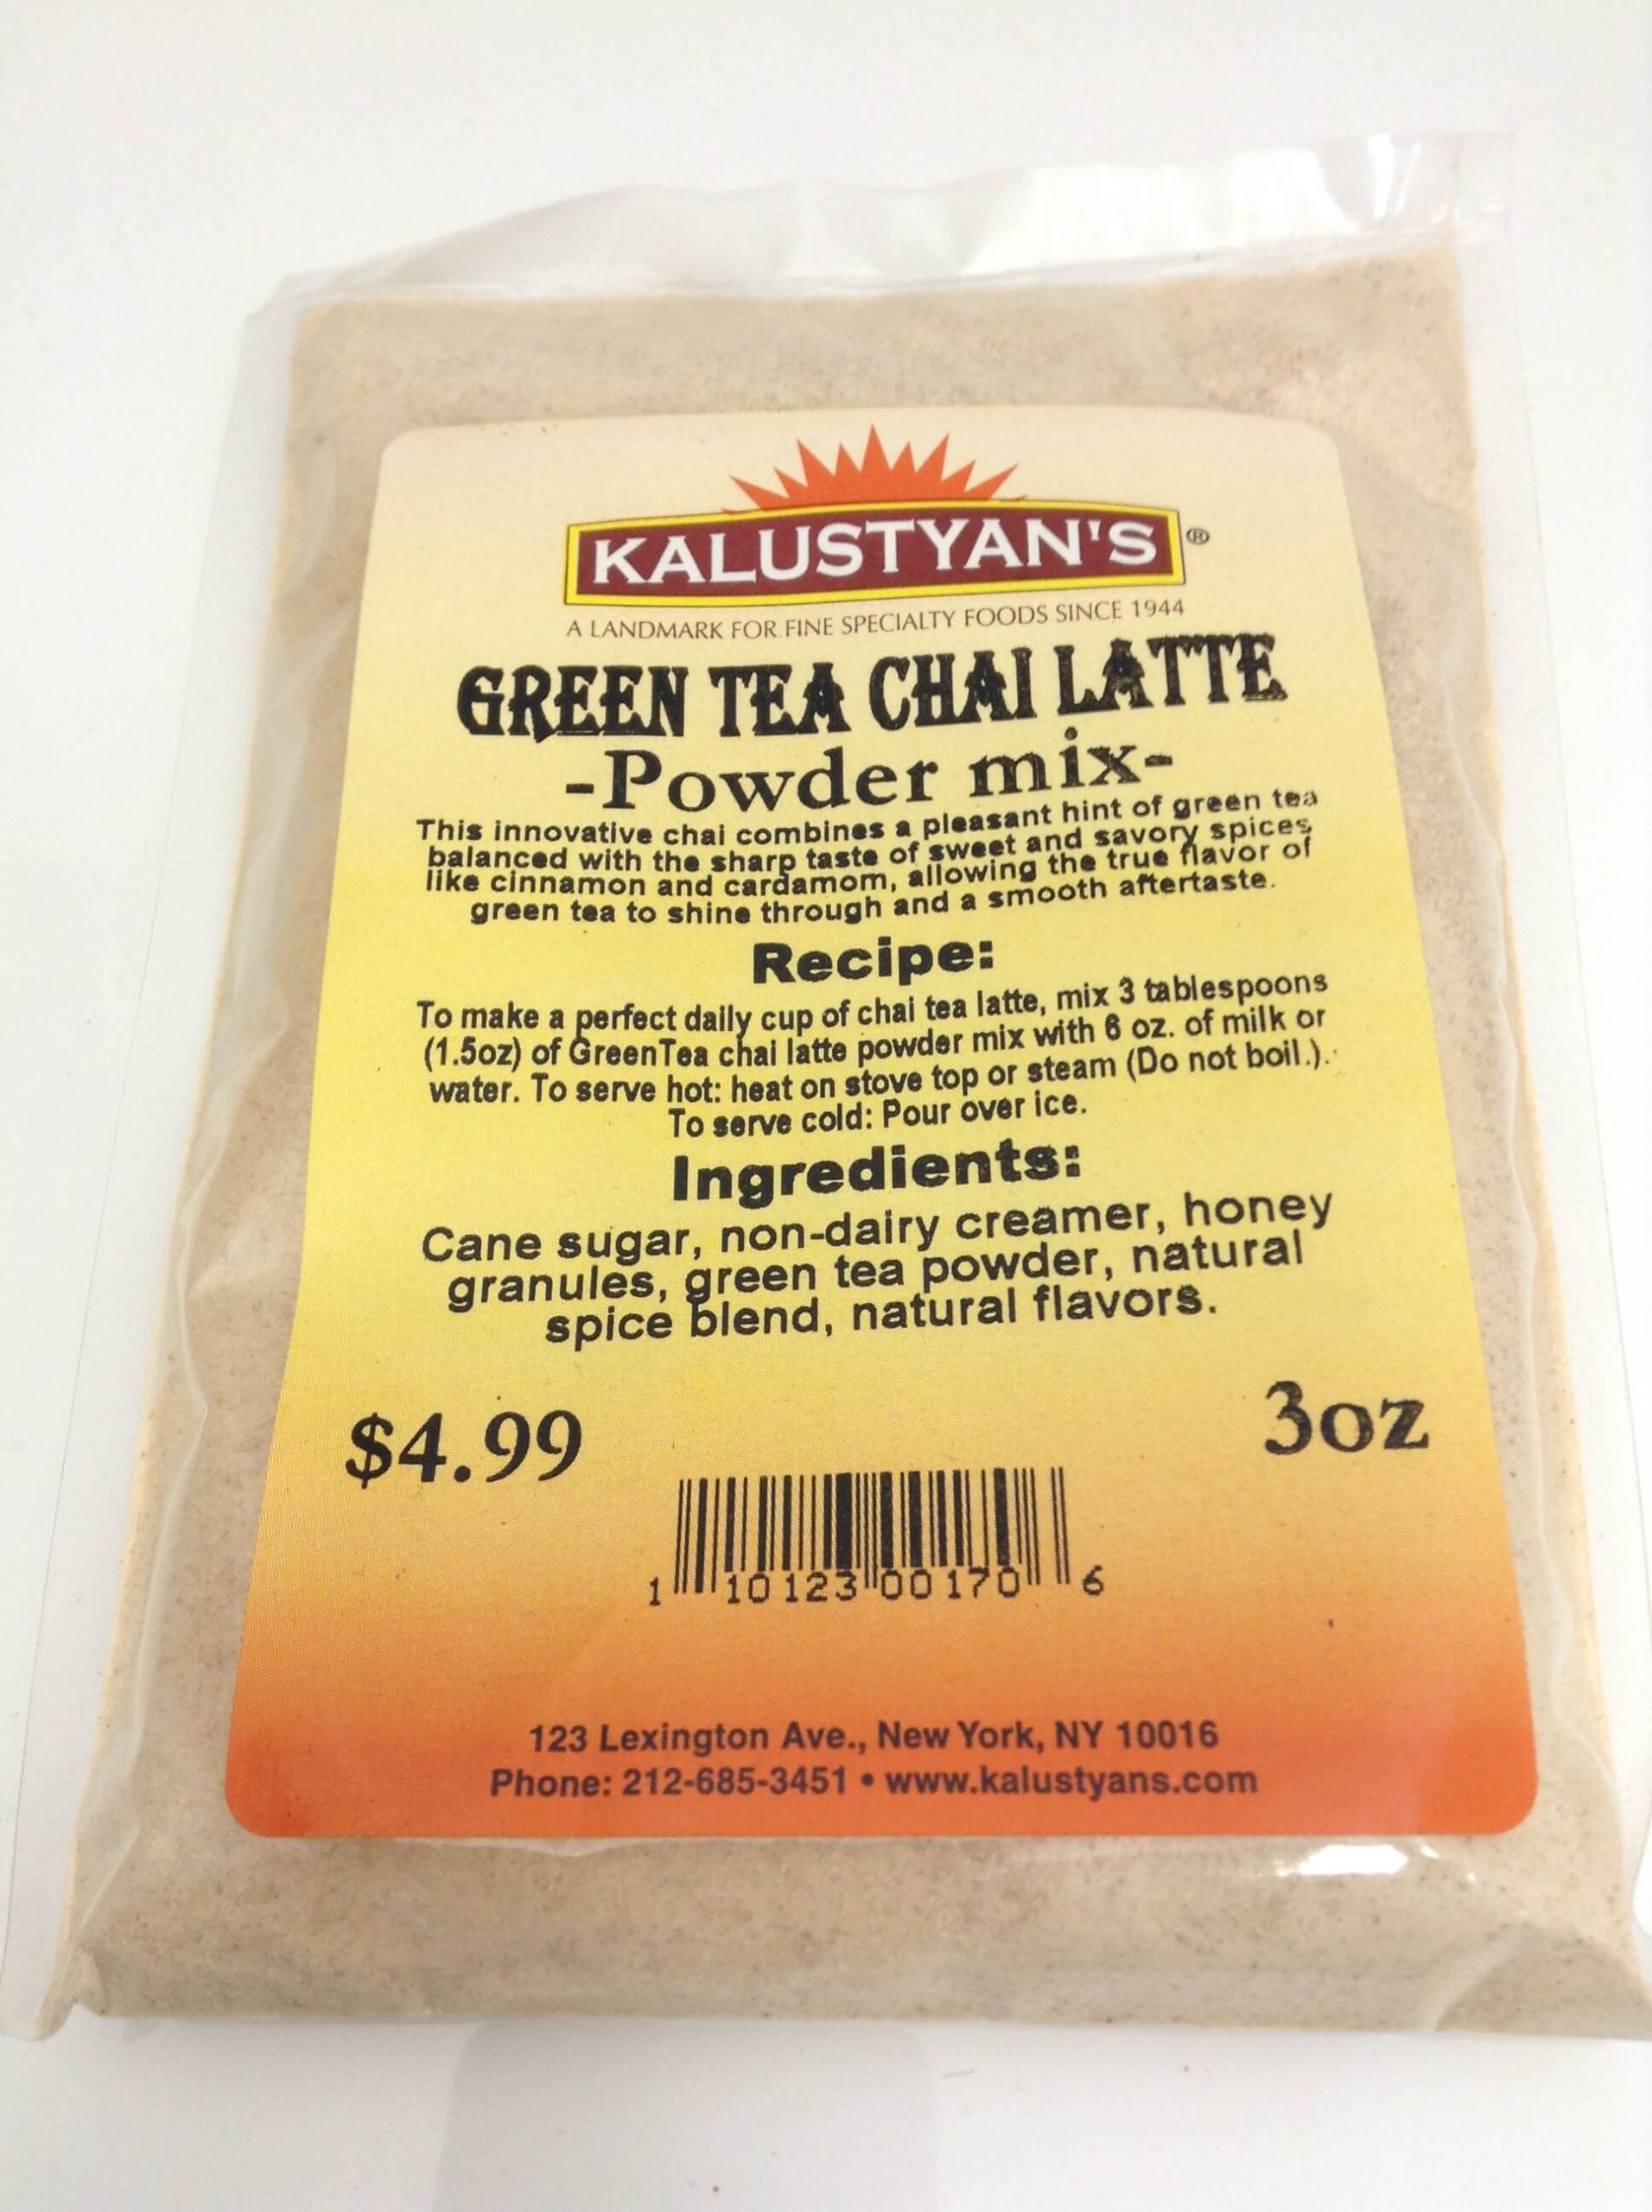 KALUSTYAN'S®
A LANDMARK FOR FINE SPECIALTY FOODS SINCE 1944
GREEN TEA CHAI LATTE
-Powder mix-
This innovative chai combines a pleasant hint of green tea
balanced with the sharp taste of sweet and savory spices
like cinnamon and cardamom, allowing the true flavor of
green tea to shine through and a smooth aftertaste.
Recipe:
To make a perfect daily cup of chai tea latte, mix 3 tablespoons
(1.5oz) of GreenTea chai latte powder mix with 6 oz. of milk or
water. To serve hot: heat on stove top or steam (Do not boil.).
To serve cold: Pour over ice.
Ingredients:
Cane sugar, non-dairy creamer, honey
granules, green tea powder, natural
spice blend, natural flavors.
$4.99 3oz
1 10123 00170 6
123 Lexington Ave., New York, NY 10016
Phone: 212-685-3451 • www.kalustyans.com